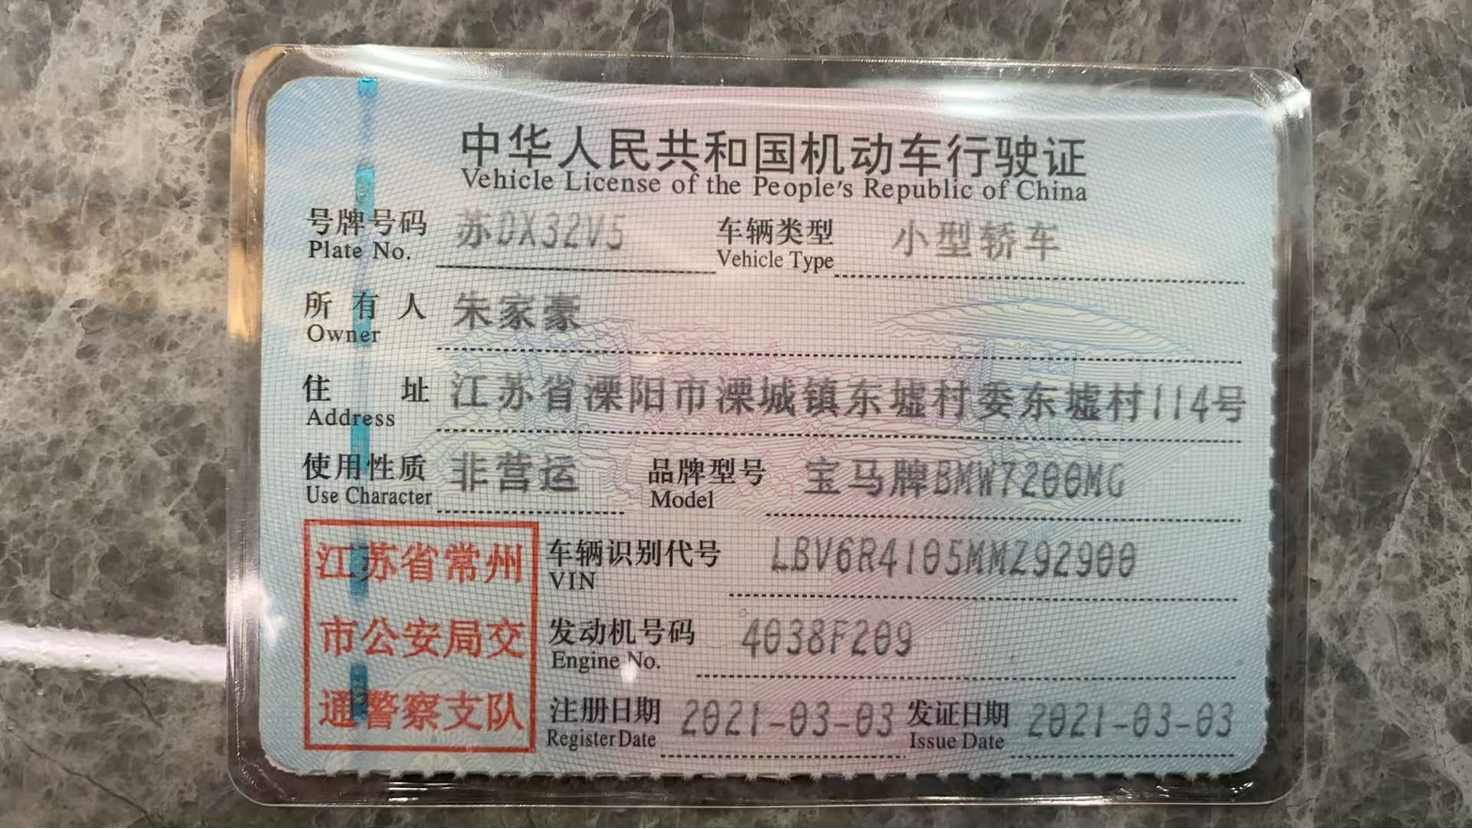 中华人民共和国机动车行驶证
Vehicle License of the People's Republic of China
号牌号码 苏DX32V5 车辆类型 小型轿车
Plate No. Vehicle Type
所有人 朱家豪
Owner
住址 江苏省溧阳市溧城镇东墟村委东墟村114号
Address
使用性质 非营运 品牌型号 宝马牌BMW7200MG
Use Character Model
江苏省常州
市公安局交
通警察支队
车辆识别代号 LBV6R4105MMZ92900
VIN
发动机号码 4038F209
Engine No.
注册日期 2021-03-03 发证日期 2021-03-03
Register Date Issue Date